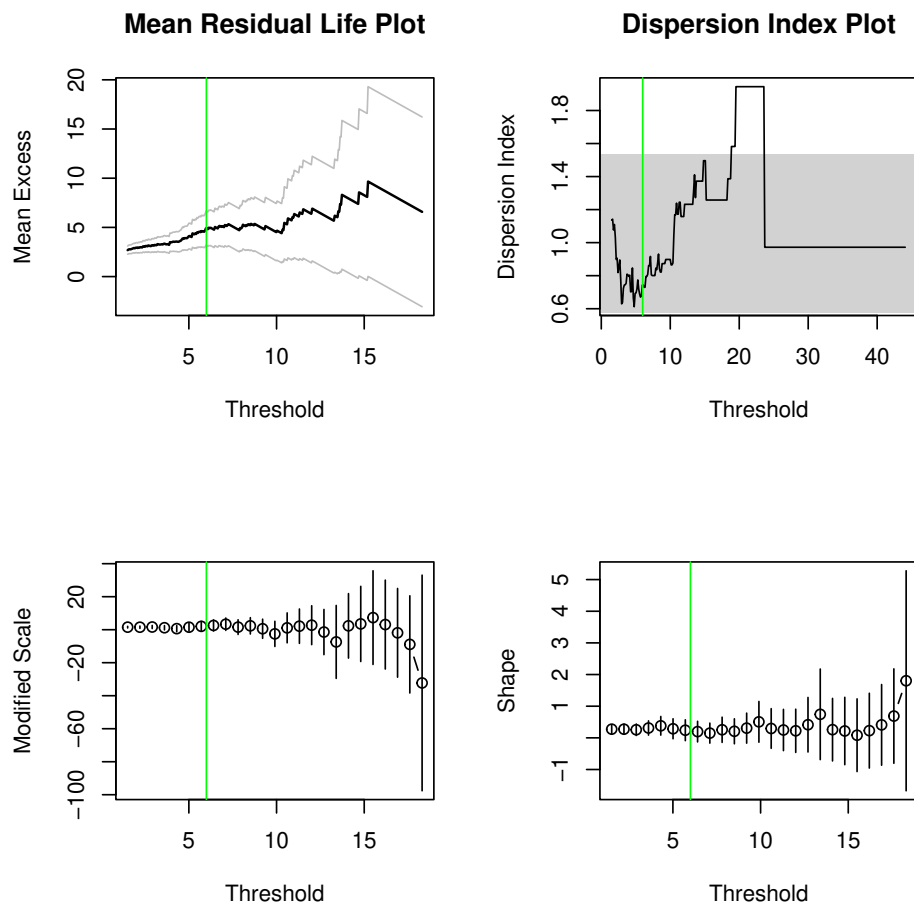 Mean Residual Life Plot
Mean Excess
20
15
10
5
0
5 10 15
Threshold
Dispersion Index Plot
Dispersion Index
1.8
1.4
1.0
0.6
0 10 20 30 40
Threshold
Modified Scale
20
−20
−60
−100
5 10 15
Threshold
Shape
5
4
3
2
1
−1
5 10 15
Threshold